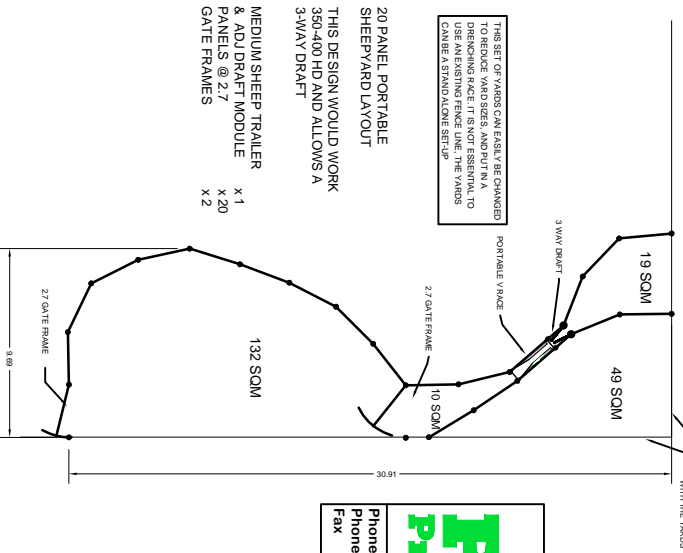 THIS SET OF YARDS CAN EASILY BE CHANGED
TO REDUCE YARD SIZES, AND PUT IN A
DRENCHING RACE. IT IS NOT ESSENTIAL TO
USE AN EXISTING FENCE LINE, THE YARDS
CAN BE A STAND ALONE SET-UP
20 PANEL PORTABLE
SHEEPYARD LAYOUT
THIS DESIGN WOULD WORK
350-400 HD AND ALLOWS A
3-WAY DRAFT
MEDIUM SHEEP TRAILER
& ADJ DRAFT MODULE x 1
PANELS @ 2.7 x 20
GATE FRAMES x 2
3 WAY DRAFT
PORTABLE V RACE
2.7 GATE FRAME
2.7 GATE FRAME
19 SQM
49 SQM
10 SQM
132 SQM
9.69
30.91
Phone
Phone
Fax